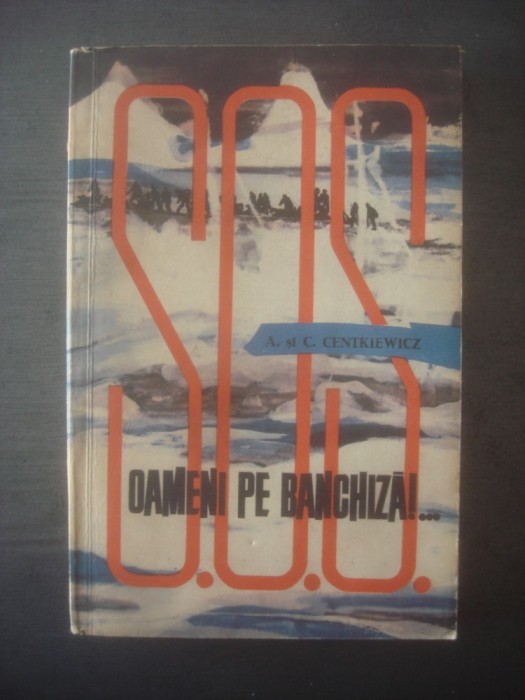 S.O.S.
A. și C. CENTKIEWICZ
OAMENI PE BANCHIZĂ!...